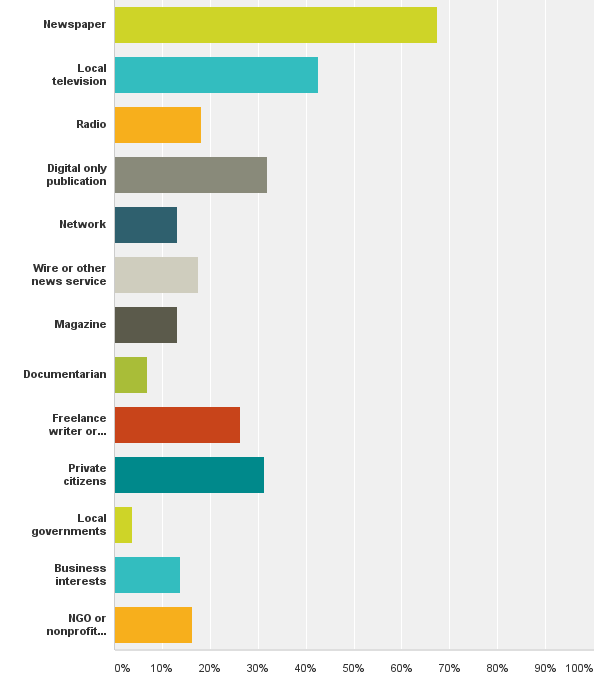 Newspaper
Local
television
Radio
Digital only
publication
Network
Wire or other
news service
Magazine
Documentarian
Freelance
writer or...
Private
citizens
Local
governments
Business
interests
NGO or
nonprofit...
0% 10% 20% 30% 40% 50% 60% 70% 80% 90% 100%